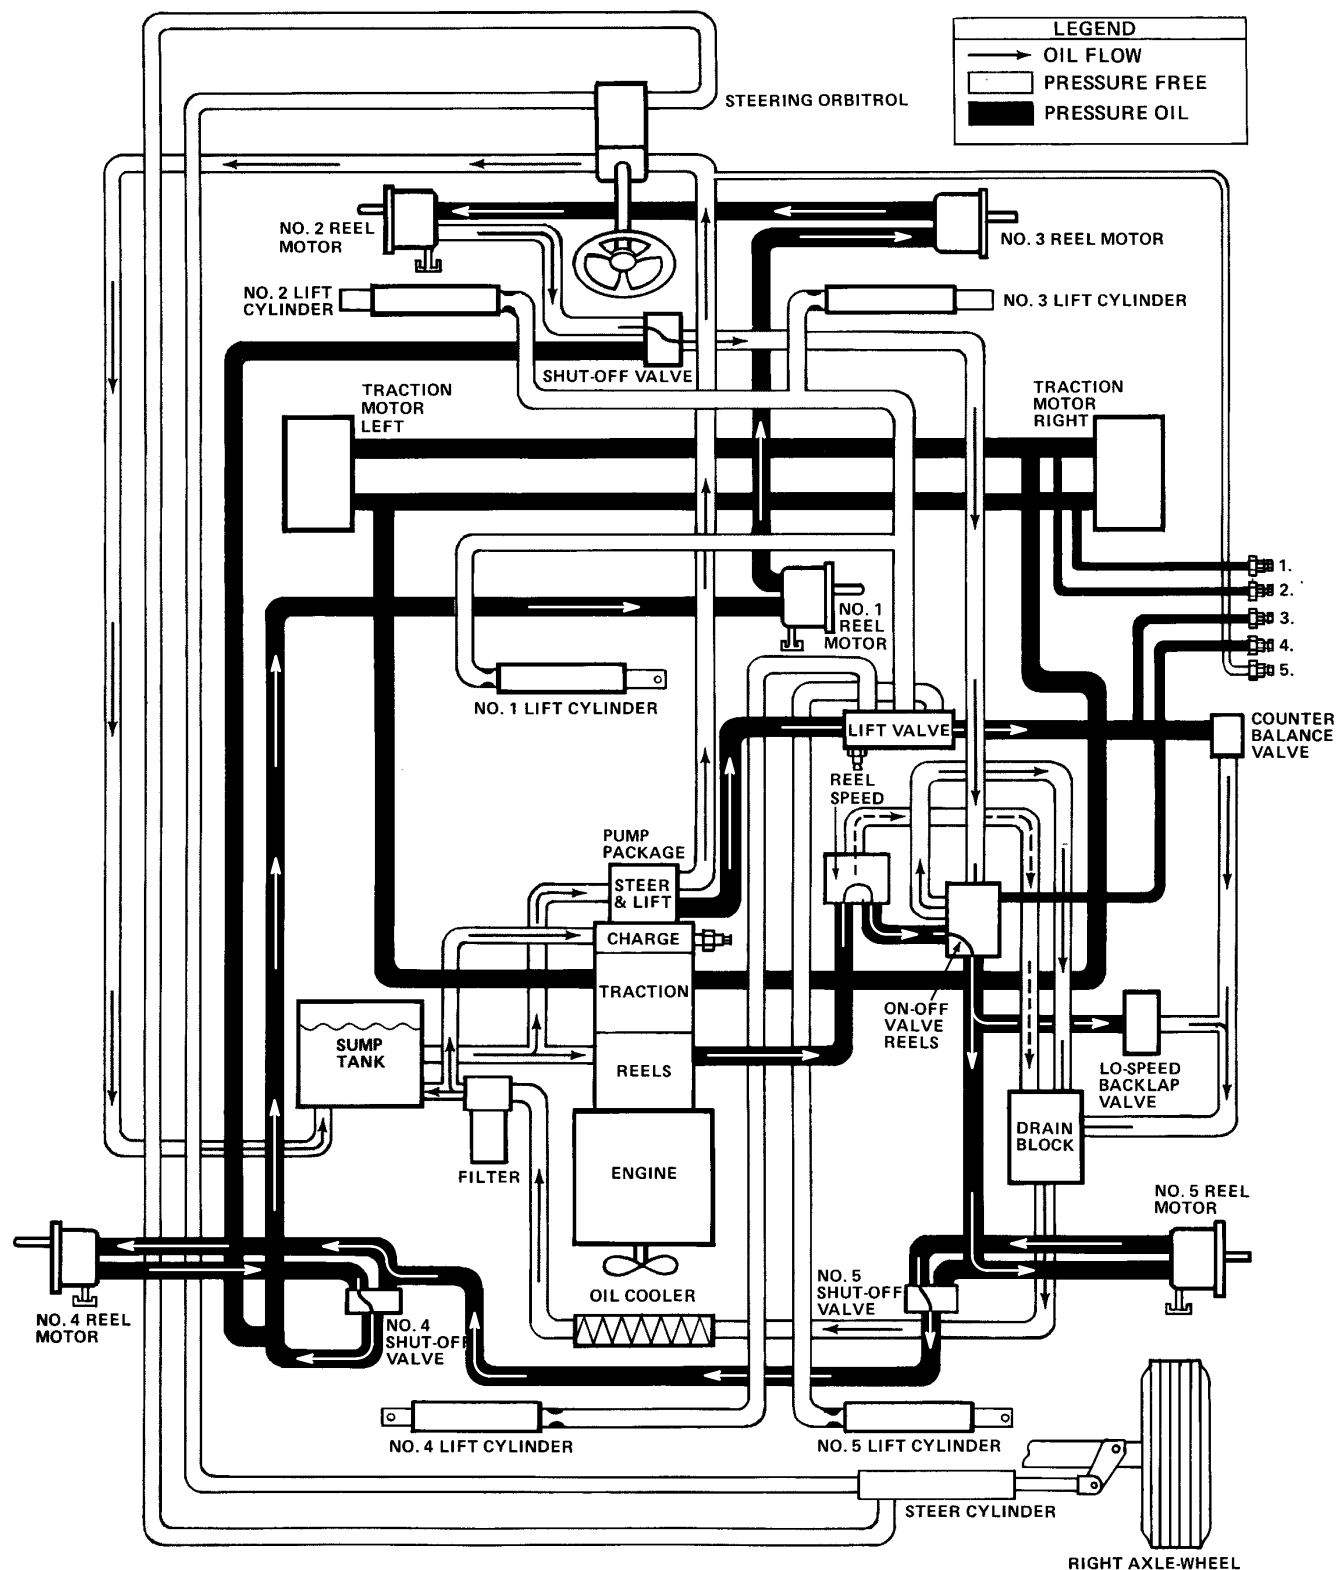 LEGEND
OIL FLOW
PRESSURE FREE
PRESSURE OIL
STEERING ORBITROL
NO. 2 REEL
MOTOR
NO. 3 REEL MOTOR
NO. 2 LIFT
CYLINDER
NO. 3 LIFT CYLINDER
SHUT-OFF VALVE
TRACTION
MOTOR
LEFT
TRACTION
MOTOR
RIGHT
1.
2.
3.
4.
5.
NO. 1
REEL
MOTOR
NO. 1 LIFT CYLINDER
LIFT VALVE
COUNTER
BALANCE
VALVE
REEL
SPEED
PUMP
PACKAGE
STEER
& LIFT
CHARGE
TRACTION
REELS
ON-OFF
VALVE
REELS
SUMP
TANK
LO-SPEED
BACKLAP
VALVE
DRAIN
BLOCK
FILTER
ENGINE
NO. 5 REEL
MOTOR
OIL COOLER
NO. 5
SHUT-OFF
VALVE
NO. 4 REEL
MOTOR
NO. 4
SHUT-OFF
VALVE
NO. 4 LIFT CYLINDER
NO. 5 LIFT CYLINDER
STEER CYLINDER
RIGHT AXLE-WHEEL